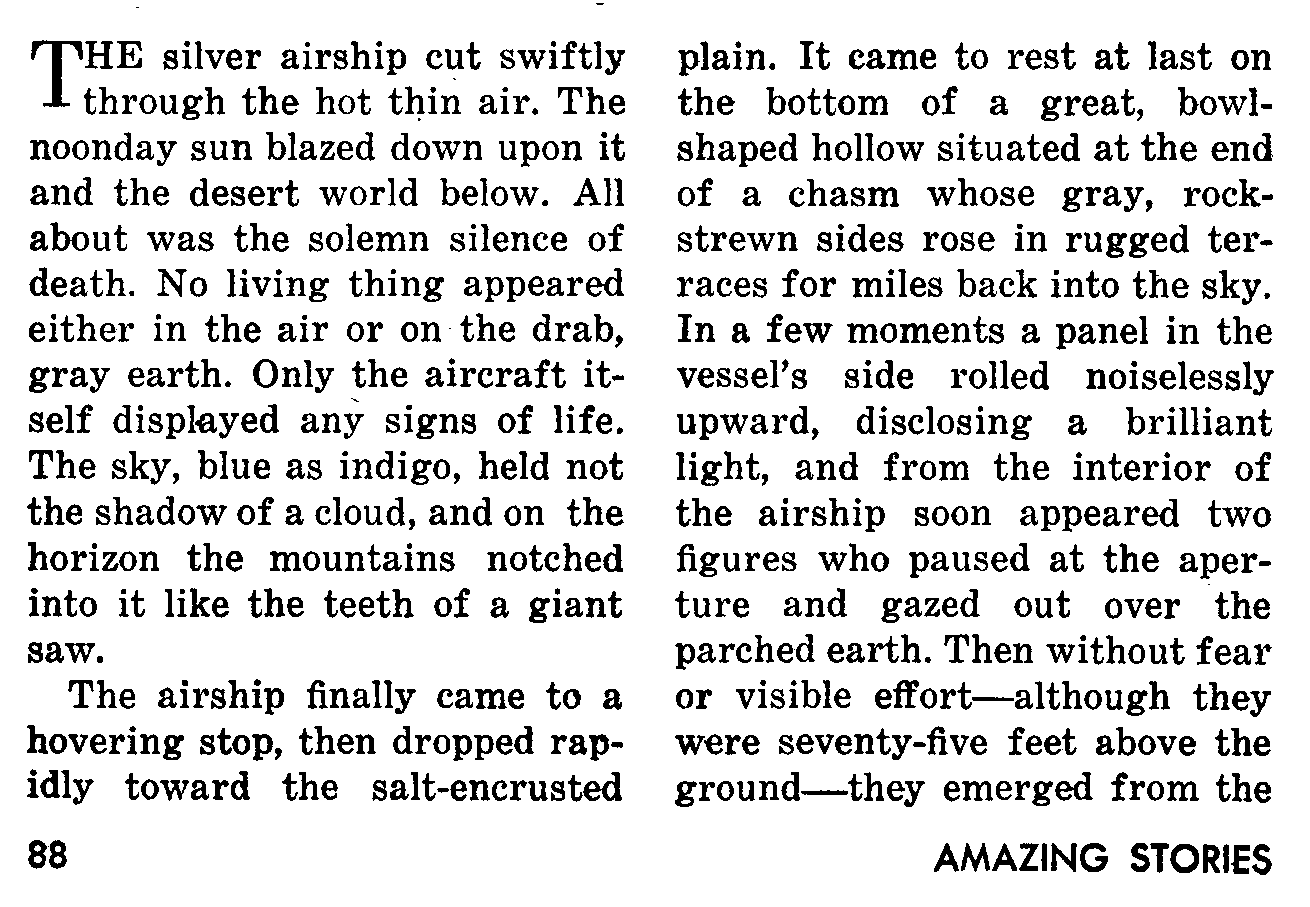 THE silver airship cut swiftly
through the hot thin air. The
noonday sun blazed down upon it
and the desert world below. All
about was the solemn silence of
death. No living thing appeared
either in the air or on the drab,
gray earth. Only the aircraft it-
self displayed any signs of life.
The sky, blue as indigo, held not
the shadow of a cloud, and on the
horizon the mountains notched
into it like the teeth of a giant
saw.
The airship finally came to a
hovering stop, then dropped rap-
idly toward the salt-encrusted
plain. It came to rest at last on
the bottom of a great, bowl-
shaped hollow situated at the end
of a chasm whose gray, rock-
strewn sides rose in rugged ter-
races for miles back into the sky.
In a few moments a panel in the
vessel's side rolled noiselessly
upward, disclosing a brilliant
light, and from the interior of
the airship soon appeared two
figures who paused at the aper-
ture and gazed out over the
parched earth. Then without fear
or visible effort—although they
were seventy-five feet above the
ground—they emerged from the
88
AMAZING STORIES